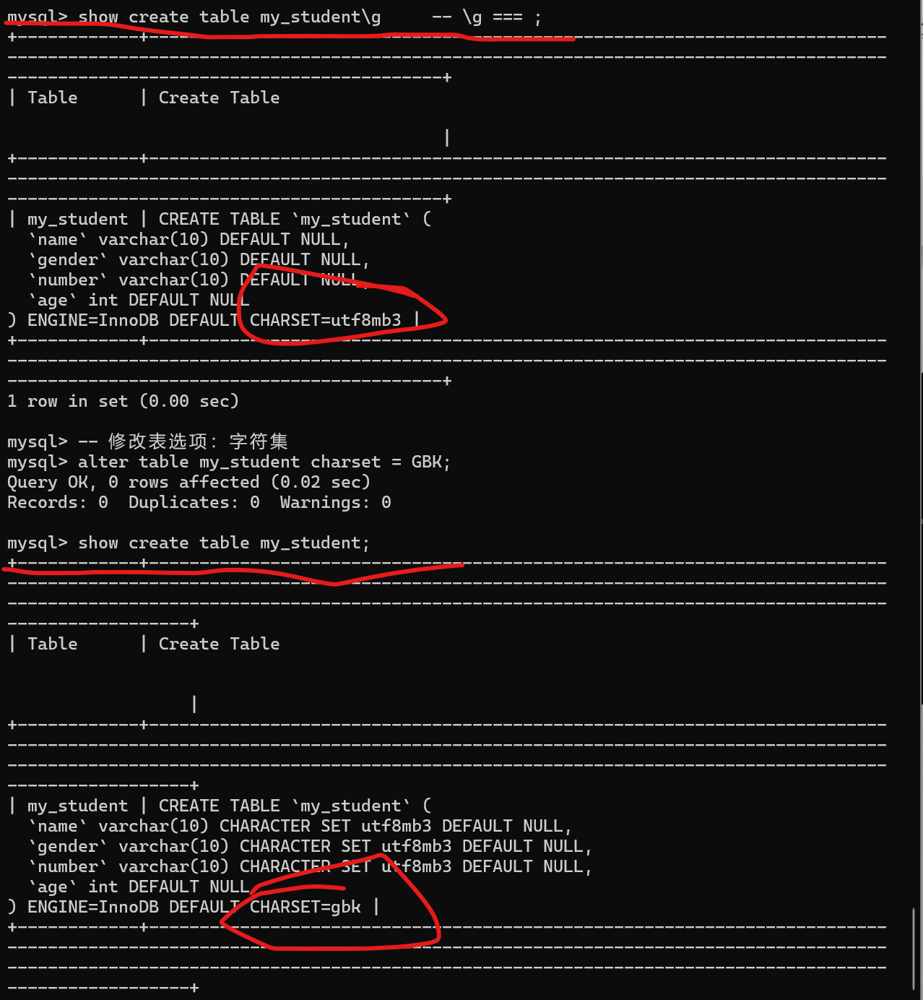 mysql> show create table my_student\g     -- \g === ;
+------------+-------------------------------------------------------------------------
---------------------------------------------------------------------------------------
-------------------------------------------+
| Table      | Create Table
|
+------------+-------------------------------------------------------------------------
---------------------------------------------------------------------------------------
-------------------------------------------+
| my_student | CREATE TABLE `my_student` (
  `name` varchar(10) DEFAULT NULL,
  `gender` varchar(10) DEFAULT NULL,
  `number` varchar(10) DEFAULT NULL,
  `age` int DEFAULT NULL
) ENGINE=InnoDB DEFAULT CHARSET=utf8mb3 |
+------------+-------------------------------------------------------------------------
---------------------------------------------------------------------------------------
-------------------------------------------+
1 row in set (0.00 sec)
mysql> -- 修改表选项：字符集
mysql> alter table my_student charset = GBK;
Query OK, 0 rows affected (0.02 sec)
Records: 0  Duplicates: 0  Warnings: 0
mysql> show create table my_student;
+------------+-------------------------------------------------------------------------
---------------------------------------------------------------------------------------
---------------------------------------------------------------------------------------
------------------+
| Table      | Create Table
|
+------------+-------------------------------------------------------------------------
---------------------------------------------------------------------------------------
---------------------------------------------------------------------------------------
------------------+
| my_student | CREATE TABLE `my_student` (
  `name` varchar(10) CHARACTER SET utf8mb3 DEFAULT NULL,
  `gender` varchar(10) CHARACTER SET utf8mb3 DEFAULT NULL,
  `number` varchar(10) CHARACTER SET utf8mb3 DEFAULT NULL,
  `age` int DEFAULT NULL
) ENGINE=InnoDB DEFAULT CHARSET=gbk |
+------------+-------------------------------------------------------------------------
---------------------------------------------------------------------------------------
---------------------------------------------------------------------------------------
------------------+